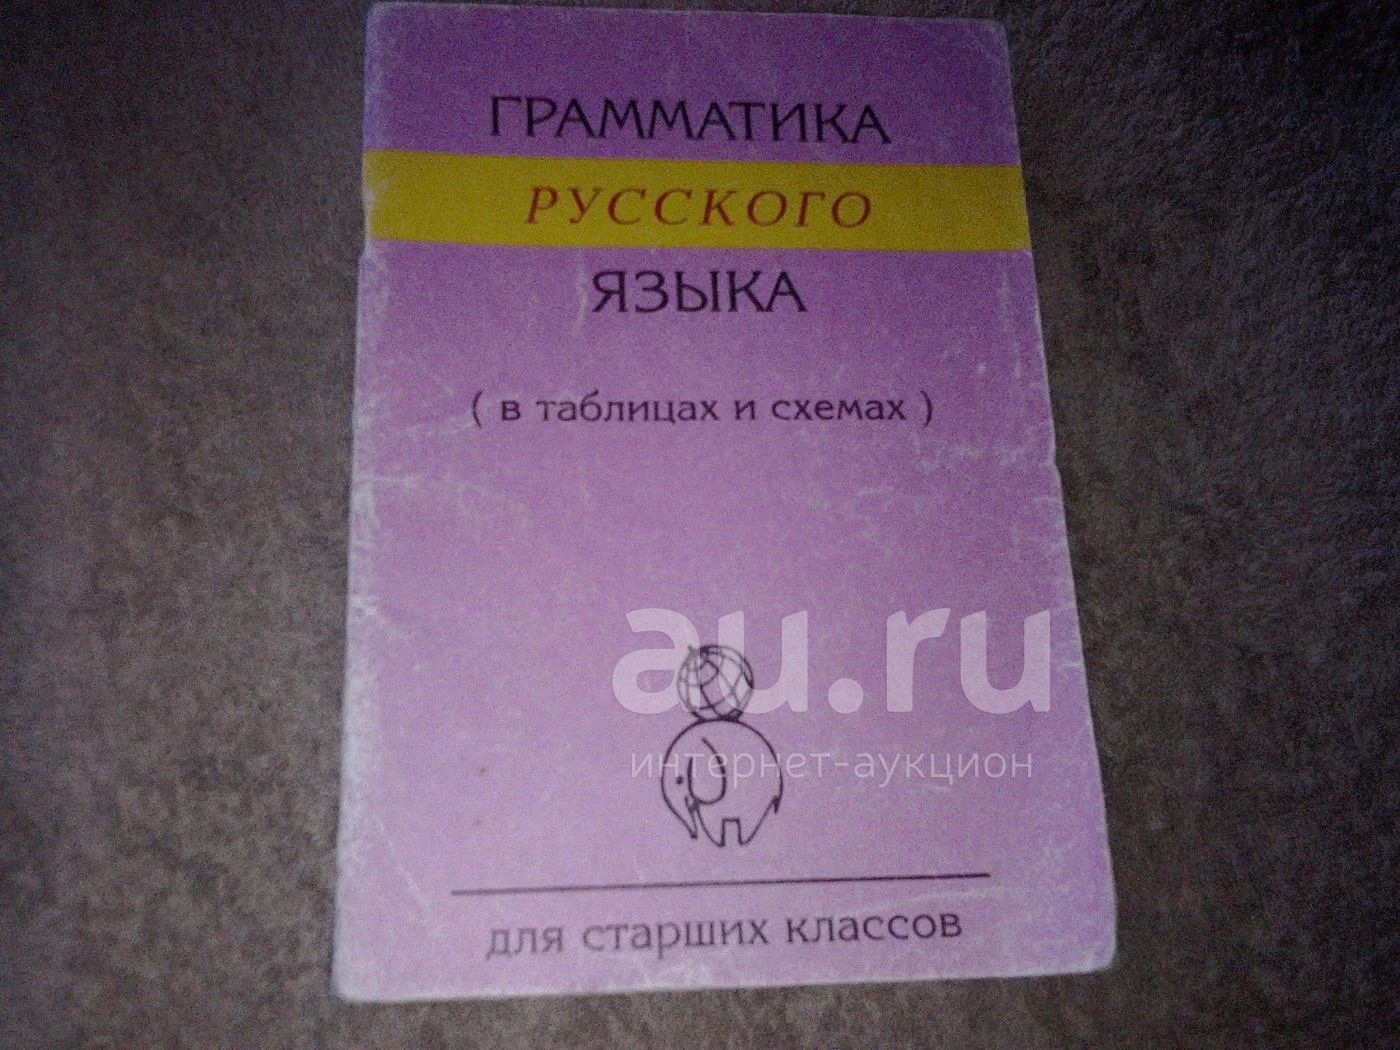 ГРАММАТИКА
РУССКОГО
ЯЗЫКА
( в таблицах и схемах )
au.ru
интернет-аукцион
для старших классов